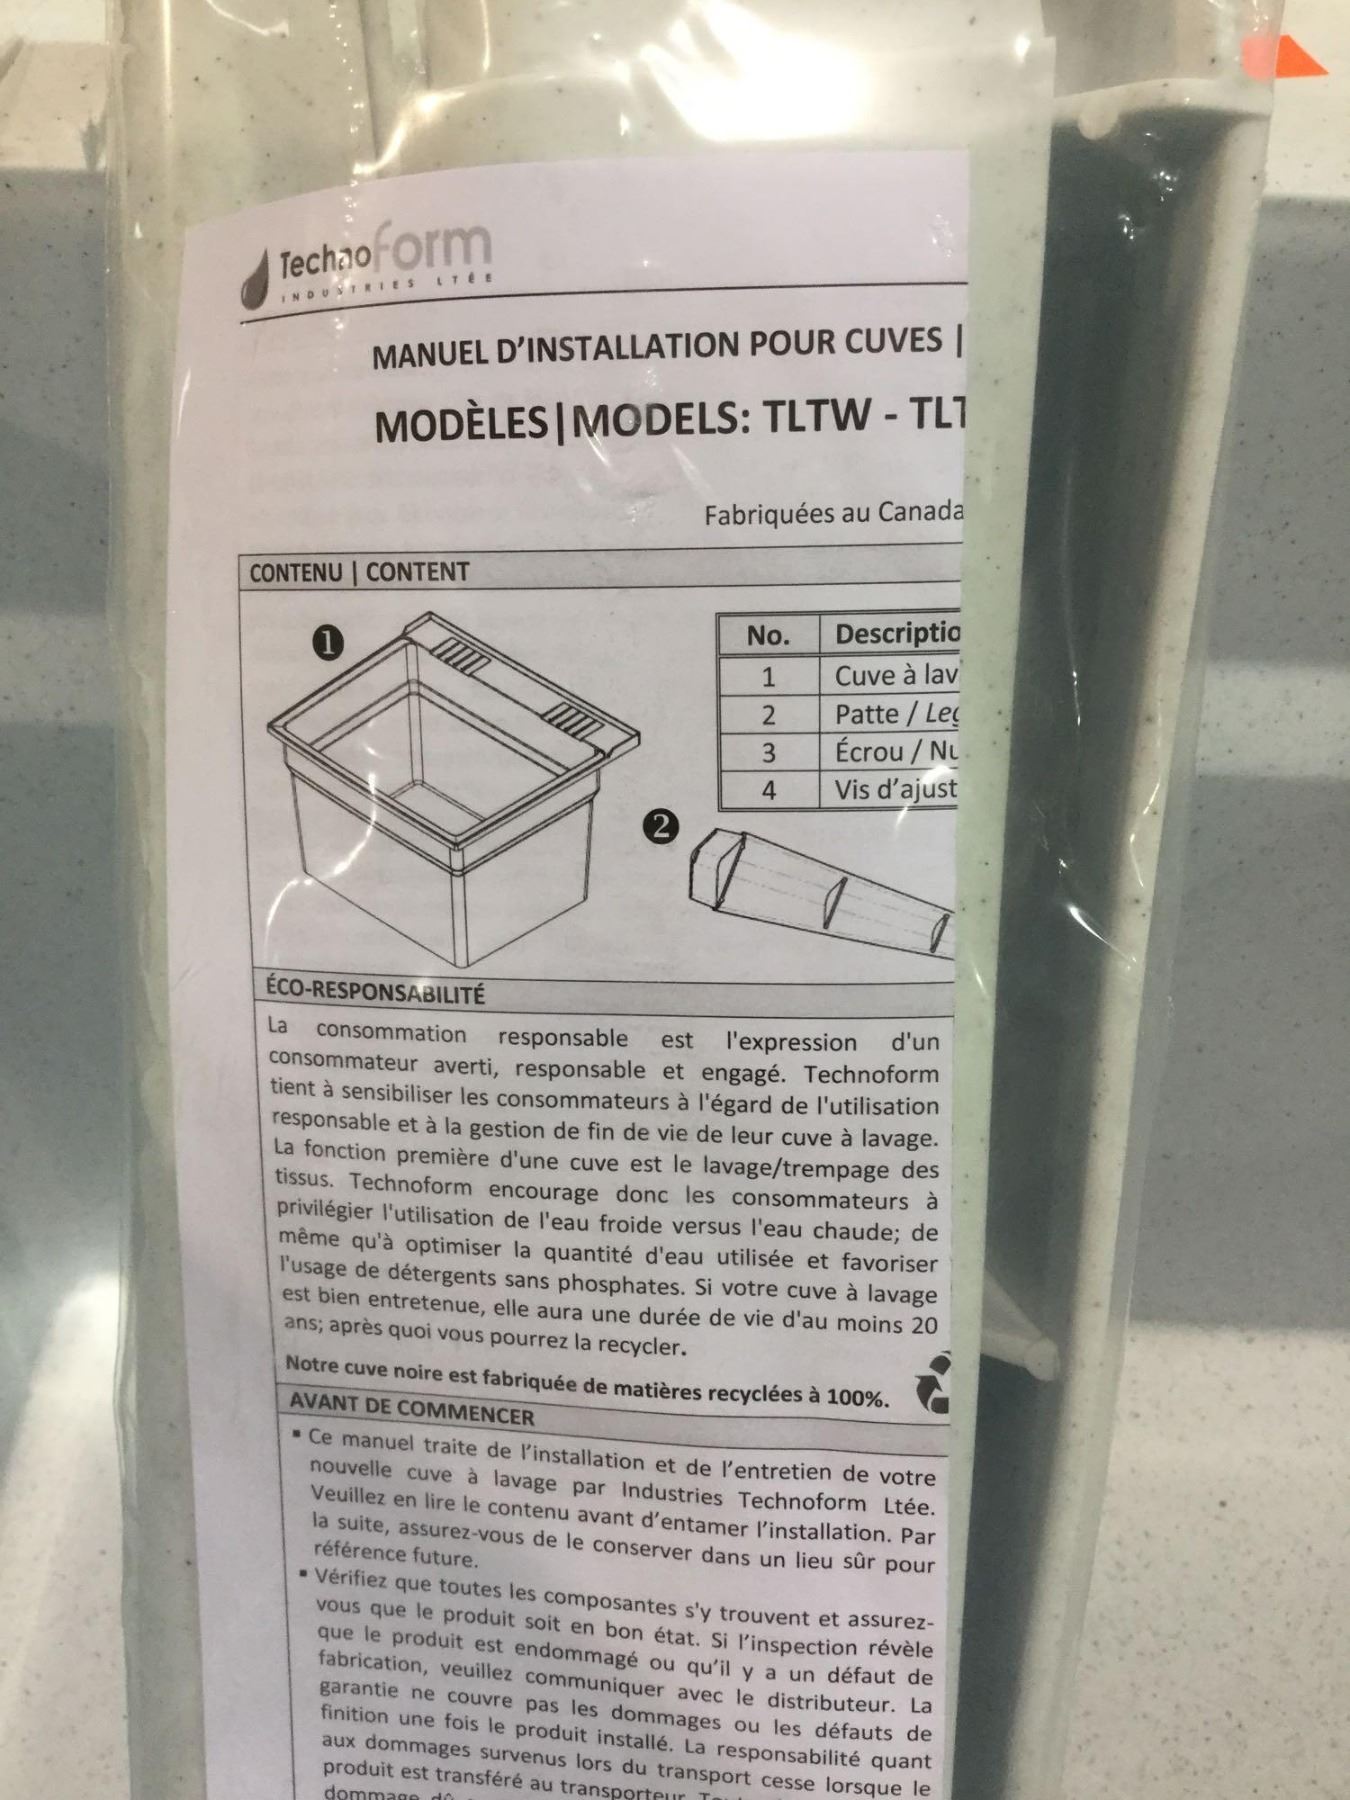 Technoform
INDUSTRIES LTÉE
MANUEL D'INSTALLATION POUR CUVES |
MODÈLES|MODELS: TLTW -
Fabriquées au Canada
CONTENU | CONTENT
1
No.
1 Cuve à
2 Patte /
3 Écrou /
4 Vis
2
ÉCO-RESPONSABILITÉ
La consommation responsable est l'expression d'un
consommateur averti, responsable et engagé. Technoform
tient à sensibiliser les consommateurs à l'égard de l'utilisation
responsable et à la gestion de fin de vie de leur cuve à lavage.
La fonction première d'une cuve est le lavage/trempage des
tissus. Technoform encourage donc les consommateurs à
privilégier l'utilisation de l'eau froide versus l'eau chaude; de
même qu'à optimiser la quantité d'eau utilisée et favoriser
l'usage de détergents sans phosphates. Si votre cuve à lavage
est bien entretenue, elle aura une durée de vie d'au moins 20
ans; après quoi vous pourrez la recycler.
Notre cuve noire est fabriquée de matières recyclées à 100%.
AVANT DE COMMENCER
▪ Ce manuel traite de l'installation et de l'entretien de votre
nouvelle cuve à lavage par Industries Technoform Ltée.
Veuillez en lire le contenu avant d'entamer l'installation. Par
la suite, assurez-vous de le conserver dans un lieu sûr pour
référence future.
▪ Vérifiez que toutes les composantes s'y trouvent et assurez-
vous que le produit soit en bon état. Si l'inspection révèle
que le produit est endommagé ou qu'il y a un défaut de
fabrication, veuillez communiquer avec le distributeur. La
garantie ne couvre pas les dommages ou les défauts de
finition une fois le produit installé. La responsabilité quant
aux dommages survenus lors du transport cesse lorsque le
produit est transféré au transporteur.